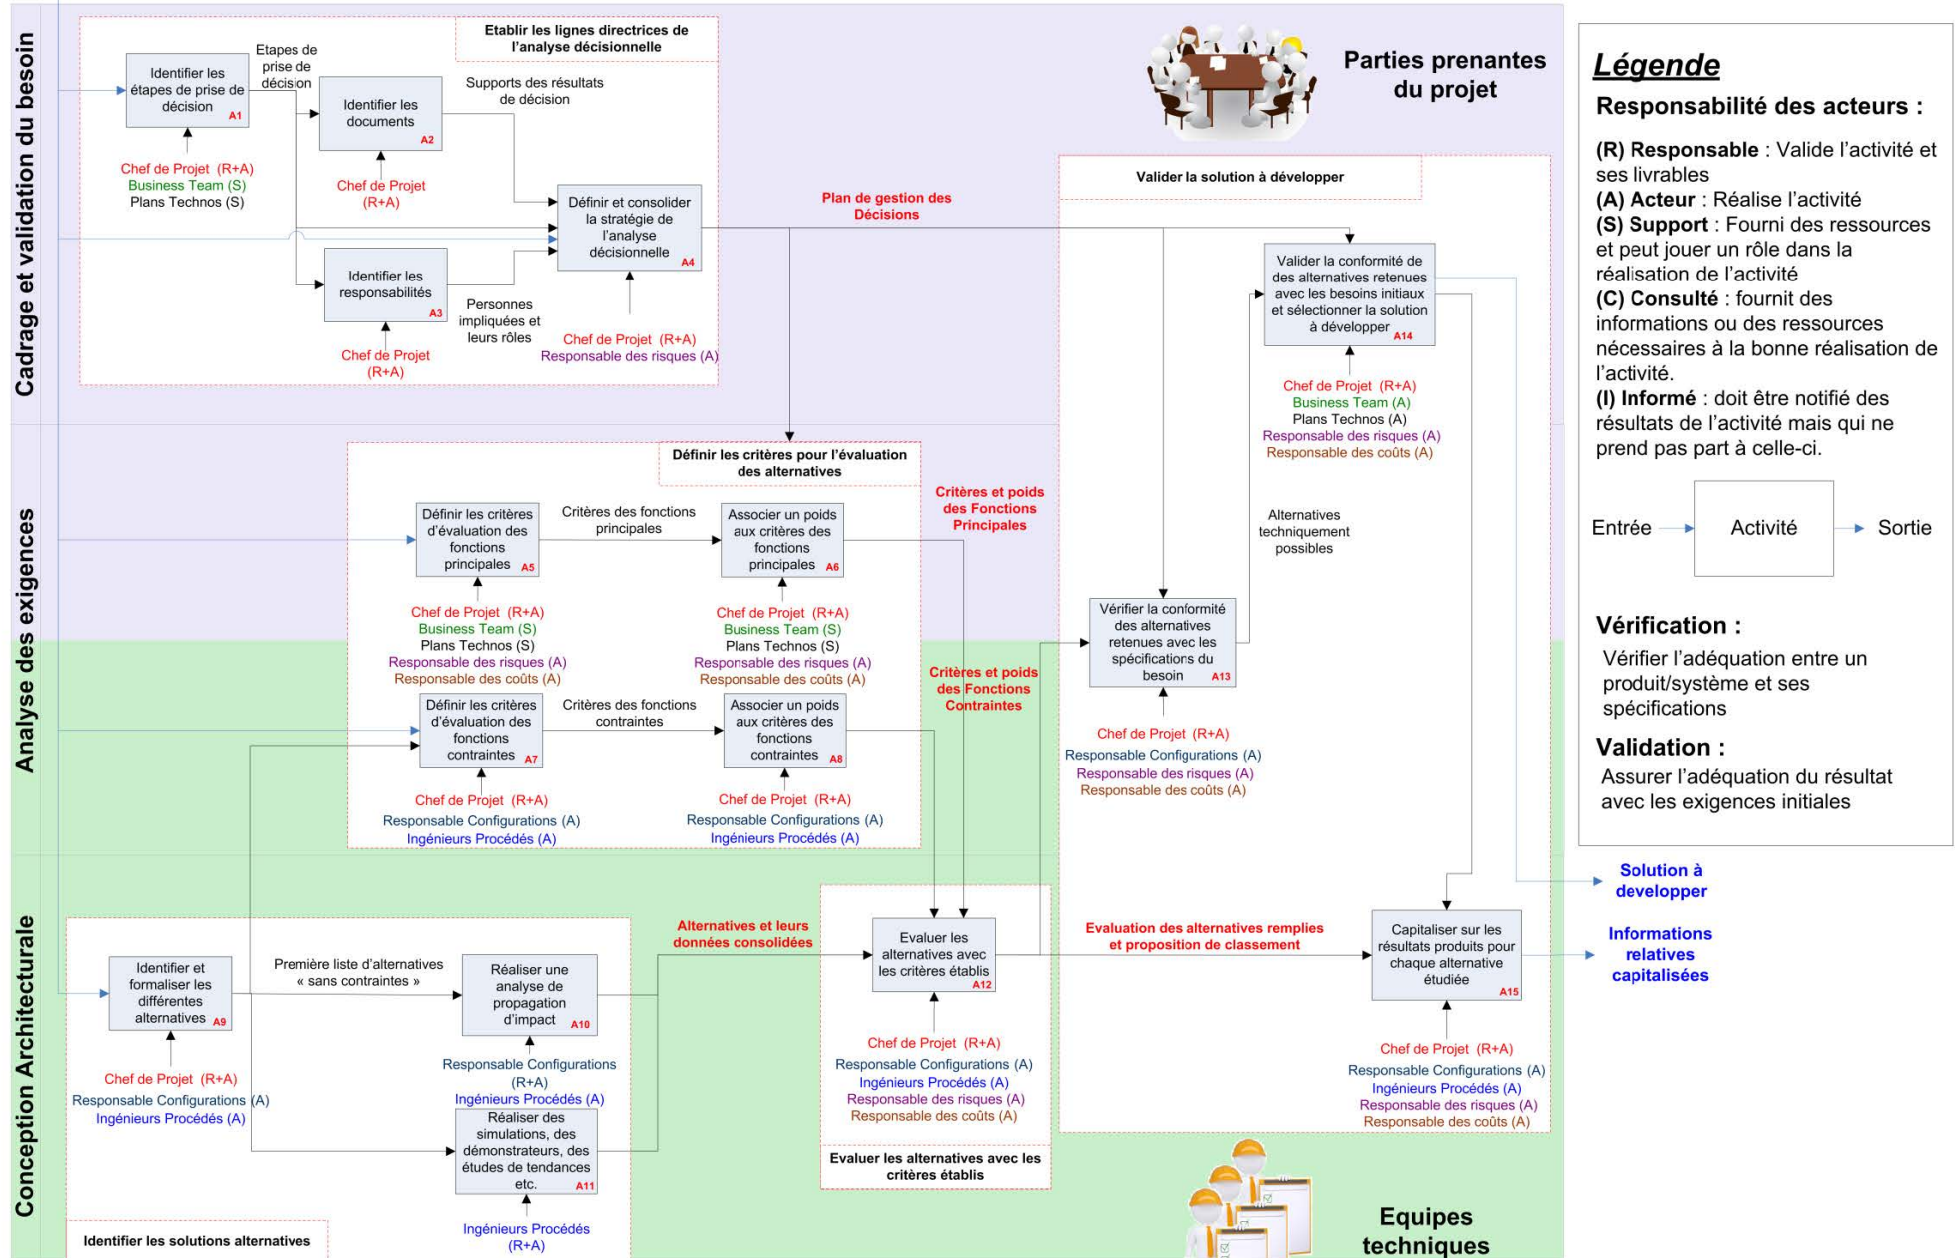 Cadrage et validation du besoin
Etablir les lignes directrices de
l'analyse décisionnelle
Identifier les
étapes de prise de
décision
A1
Etapes de
prise de
décision
Chef de Projet (R+A)
Business Team (S)
Plans Technos (S)
Identifier les
documents
A2
Supports des résultats
de décision
Chef de Projet
(R+A)
Identifier les
responsabilités
A3
Personnes
impliquées et
leurs rôles
Chef de Projet
(R+A)
Définir et consolider
la stratégie de
l'analyse
décisionnelle
A4
Chef de Projet (R+A)
Responsable des risques (A)
Plan de gestion des
Décisions
Parties prenantes
du projet
Valider la solution à développer
Valider la conformité de
des alternatives retenues
avec les besoins initiaux
et sélectionner la solution
à développer
A14
Chef de Projet (R+A)
Business Team (A)
Plans Technos (A)
Responsable des risques (A)
Responsable des coûts (A)
Alternatives
techniquement
possibles
Vérifier la conformité
des alternatives
retenues avec les
spécifications du
besoin
A13
Chef de Projet (R+A)
Responsable Configurations (A)
Responsable des risques (A)
Responsable des coûts (A)
Analyse des exigences
Définir les critères pour l'évaluation
des alternatives
Définir les critères
d'évaluation des
fonctions
principales
A5
Critères des fonctions
principales
Associer un poids
aux critères des
fonctions
principales
A6
Critères et poids
des Fonctions
Principales
Chef de Projet (R+A)
Business Team (S)
Plans Technos (S)
Responsable des risques (A)
Responsable des coûts (A)
Chef de Projet (R+A)
Business Team (S)
Plans Technos (S)
Responsable des risques (A)
Responsable des coûts (A)
Définir les critères
d'évaluation des
fonctions
contraintes
A7
Critères des fonctions
contraintes
Associer un poids
aux critères des
fonctions
contraintes
A8
Critères et poids
des Fonctions
Contraintes
Chef de Projet (R+A)
Responsable Configurations (A)
Ingénieurs Procédés (A)
Chef de Projet (R+A)
Responsable Configurations (A)
Ingénieurs Procédés (A)
Conception Architecturale
Identifier et
formaliser les
différentes
alternatives
A9
Chef de Projet (R+A)
Responsable Configurations (A)
Ingénieurs Procédés (A)
Première liste d'alternatives
« sans contraintes »
Réaliser une
analyse de
propagation
d'impact
A10
Responsable Configurations
(R+A)
Ingénieurs Procédés (A)
Réaliser des
simulations, des
démonstrateurs, des
études de tendances
etc.
A11
Ingénieurs Procédés
(R+A)
Identifier les solutions alternatives
Alternatives et leurs
données consolidées
Evaluer les
alternatives avec
les critères établis
A12
Chef de Projet (R+A)
Responsable Configurations (A)
Ingénieurs Procédés (A)
Responsable des risques (A)
Responsable des coûts (A)
Evaluer les alternatives avec les
critères établis
Evaluation des alternatives remplies
et proposition de classement
Capitaliser sur les
résultats produits pour
chaque alternative
étudiée
A15
Chef de Projet (R+A)
Responsable Configurations (A)
Ingénieurs Procédés (A)
Responsable des risques (A)
Responsable des coûts (A)
Equipes
techniques
Légende
Responsabilité des acteurs :
(R) Responsable : Valide l'activité et
ses livrables
(A) Acteur : Réalise l'activité
(S) Support : Fourni des ressources
et peut jouer un rôle dans la
réalisation de l'activité
(C) Consulté : fournit des
informations ou des ressources
nécessaires à la bonne réalisation de
l'activité.
(I) Informé : doit être notifié des
résultats de l'activité mais qui ne
prend pas part à celle-ci.
Entrée
Activité
Sortie
Vérification :
Vérifier l'adéquation entre un
produit/système et ses
spécifications
Validation :
Assurer l'adéquation du résultat
avec les exigences initiales
Solution à
developper
Informations
relatives
capitalisées